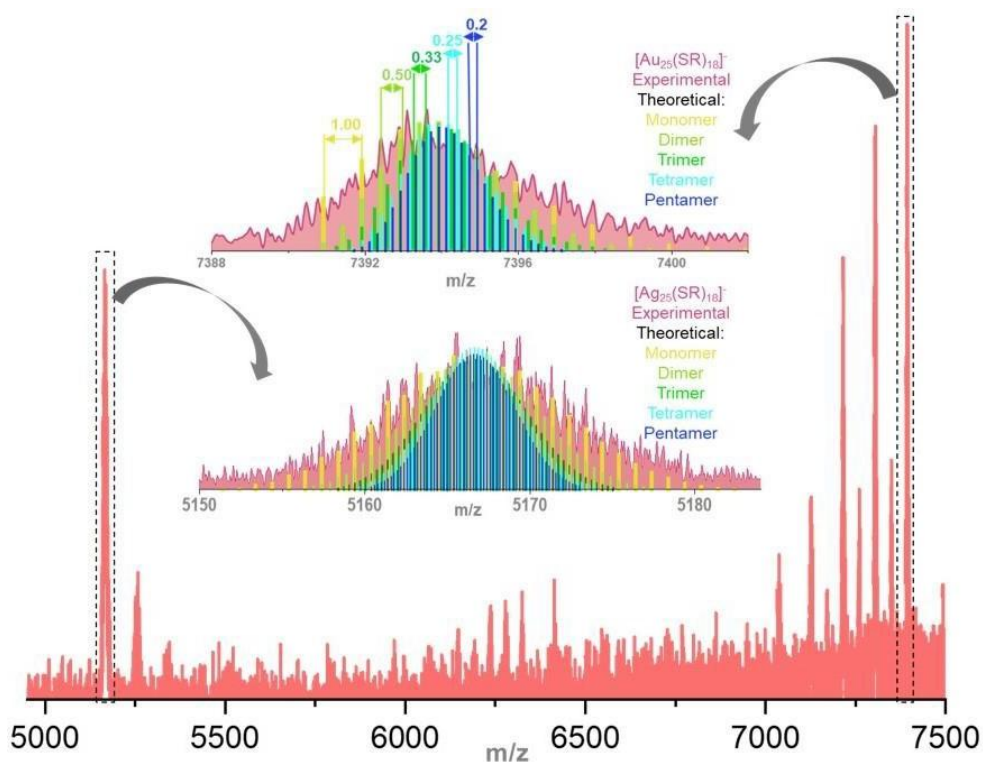 0.2
0.25
0.33
0.50
1.00
[Au₂₅(SR)₁₈]⁻
Experimental
Theoretical:
Monomer
Dimer
Trimer
Tetramer
Pentamer
7388 7392 7396 7400
m/z
[Ag₂₅(SR)₁₈]⁻
Experimental
Theoretical:
Monomer
Dimer
Trimer
Tetramer
Pentamer
5150 5160 5170 5180
m/z
5000 5500 6000 6500 7000 7500
m/z